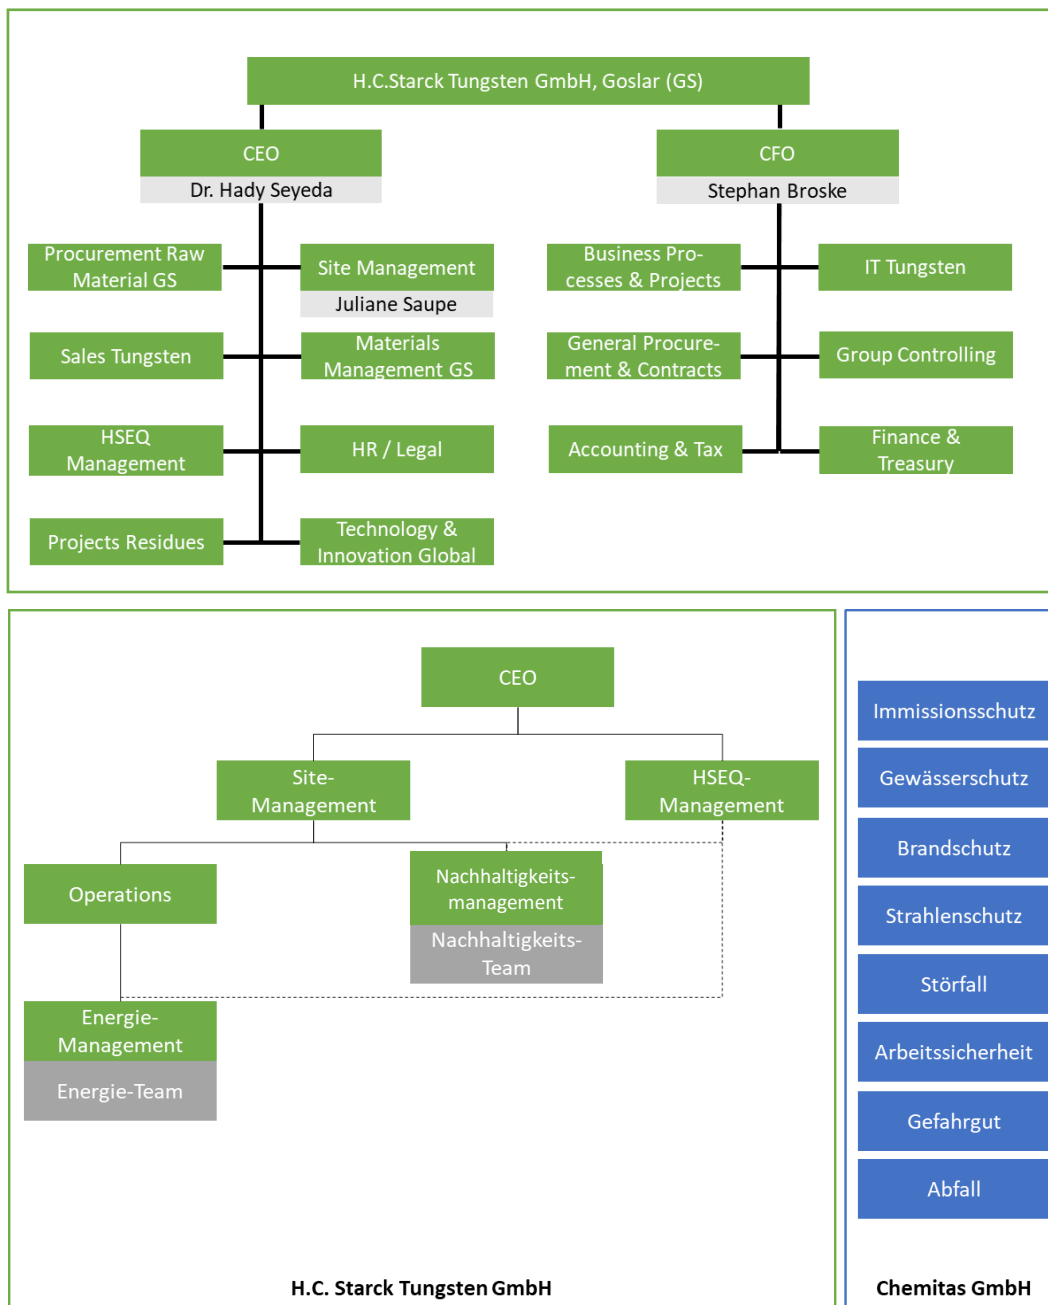 H.C.Starck Tungsten GmbH, Goslar (GS)
CEO
Dr. Hady Seyeda
CFO
Stephan Broske
Procurement Raw
Material GS
Site Management
Juliane Saupe
Business Pro-
cesses & Projects
IT Tungsten
Sales Tungsten
Materials
Management GS
General Procure-
ment & Contracts
Group Controlling
HSEQ
Management
HR / Legal
Accounting & Tax
Finance &
Treasury
Projects Residues
Technology &
Innovation Global
CEO
Site-
Management
HSEQ-
Management
Operations
Nachhaltigkeits-
management
Nachhaltigkeits-
Team
Energie-
Management
Energie-Team
H.C. Starck Tungsten GmbH
Immissionsschutz
Gewässerschutz
Brandschutz
Strahlenschutz
Störfall
Arbeitssicherheit
Gefahrgut
Abfall
Chemitas GmbH